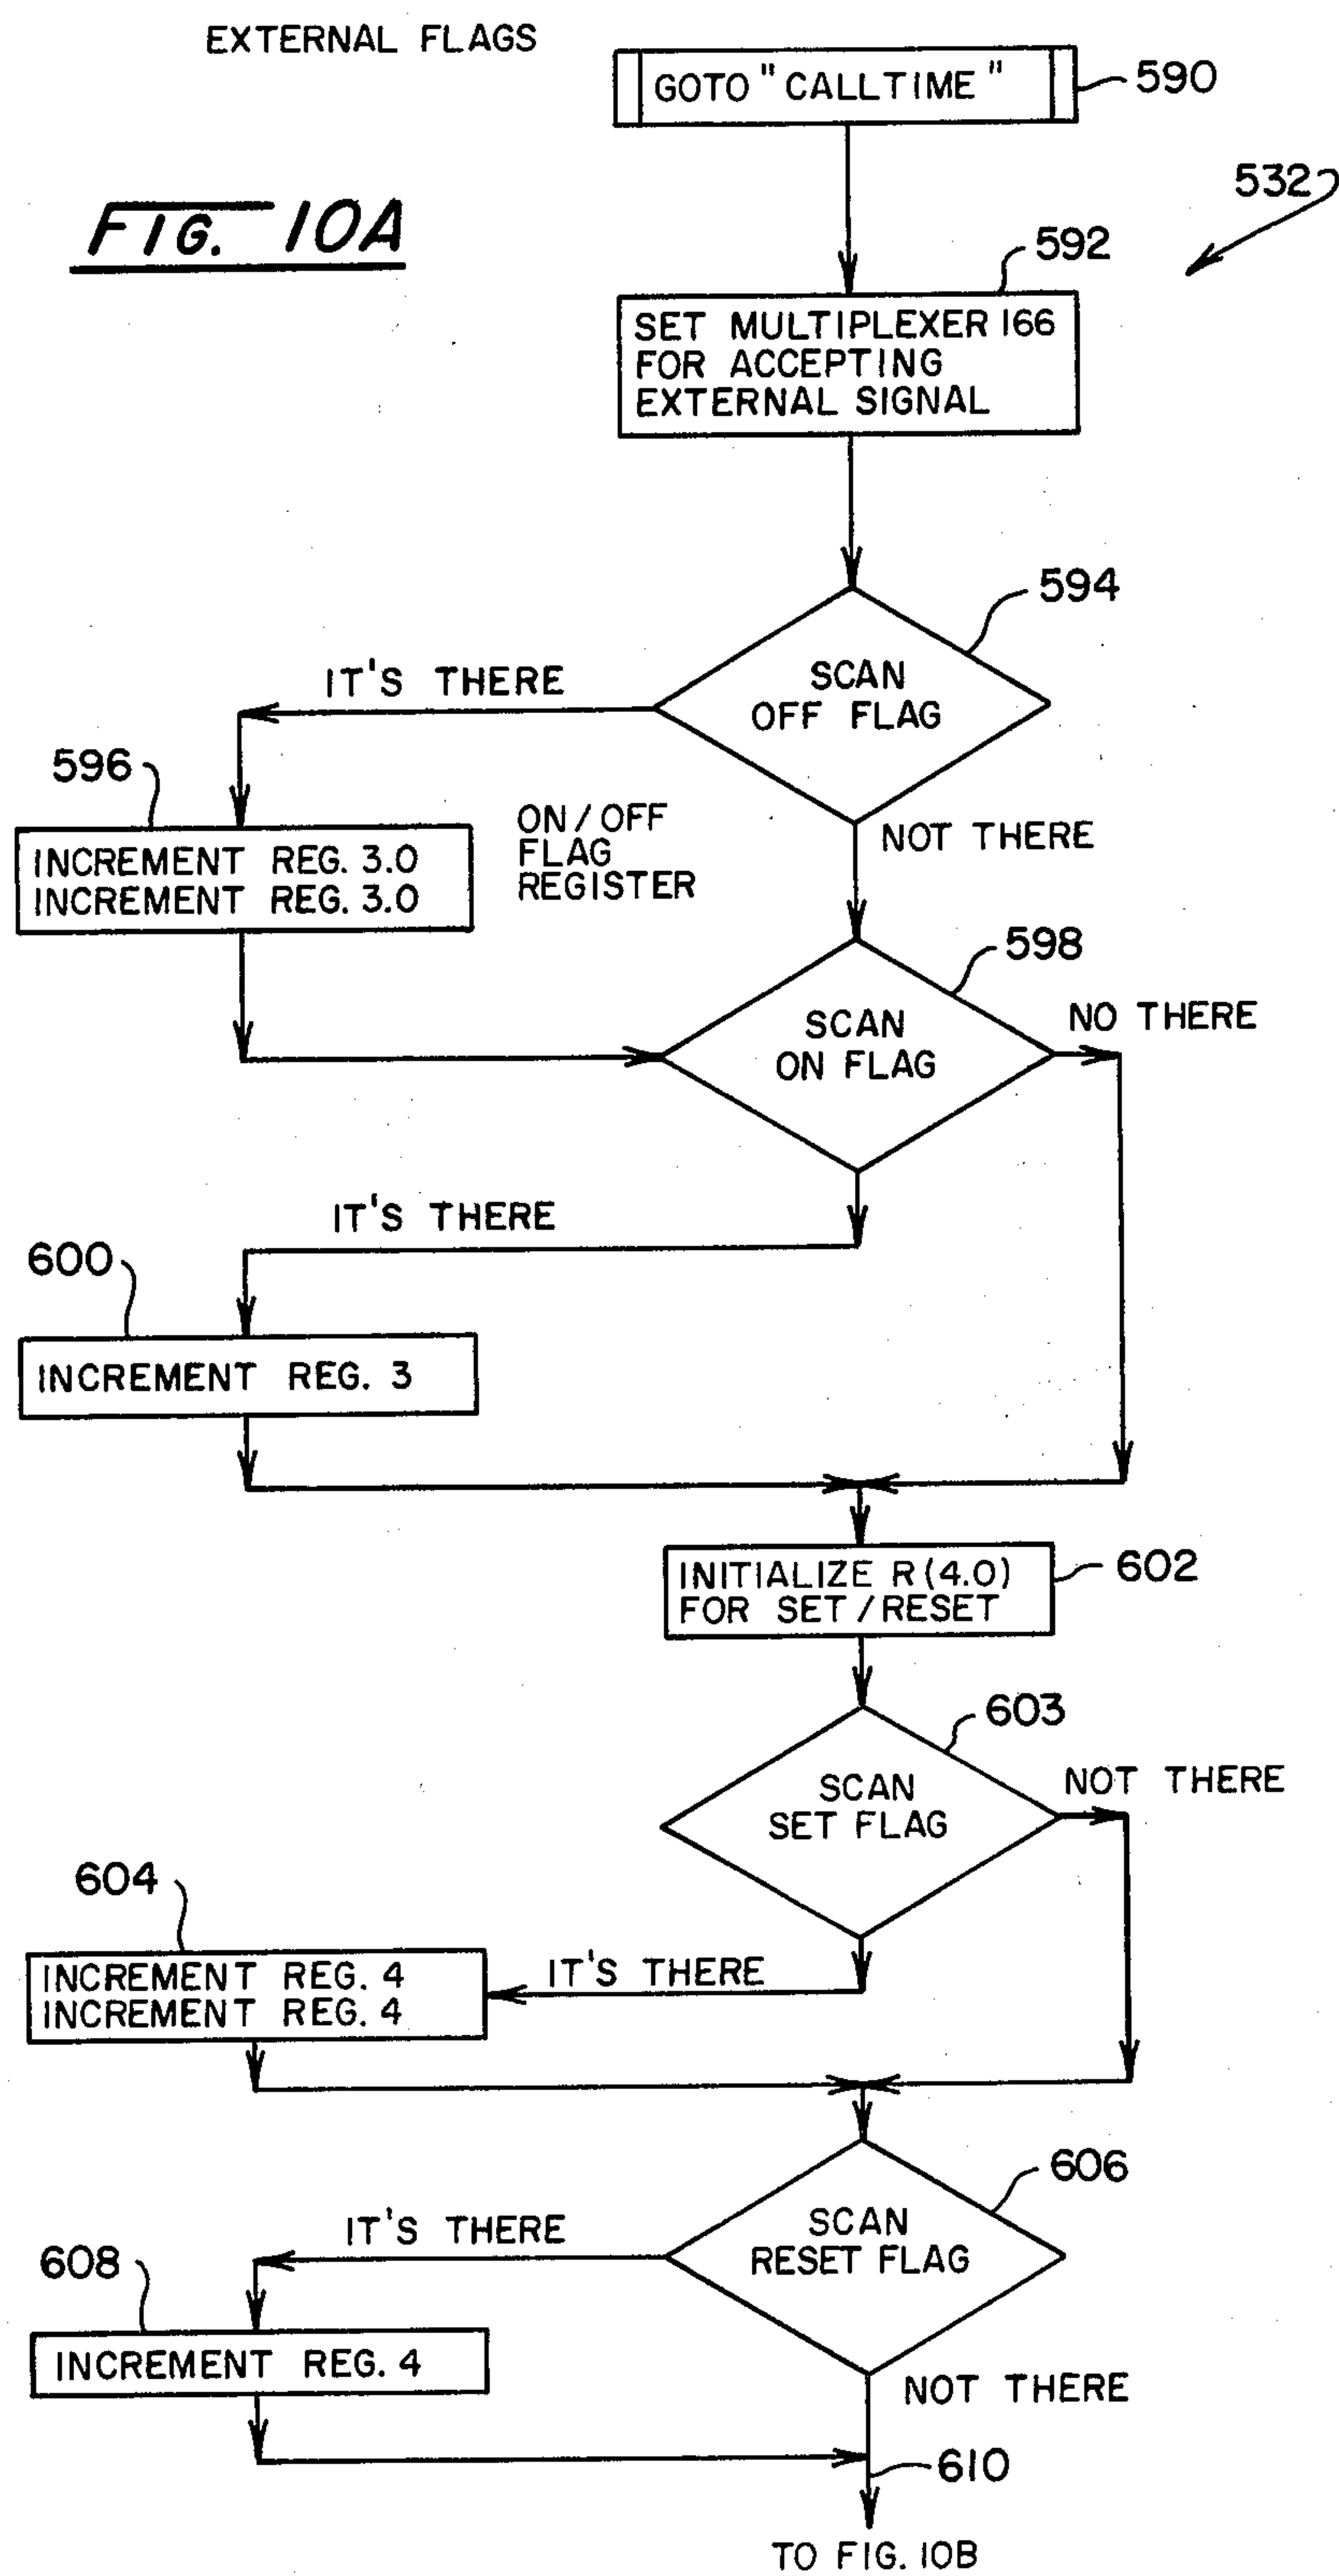 EXTERNAL FLAGS
GOTO "CALLTIME"
590
532
FIG. 10A
592
SET MULTIPLEXER 166
FOR ACCEPTING
EXTERNAL SIGNAL
594
IT'S THERE
SCAN
OFF FLAG
596
ON/OFF
FLAG
REGISTER
NOT THERE
INCREMENT REG. 3.0
INCREMENT REG. 3.0
598
NO THERE
SCAN
ON FLAG
IT'S THERE
600
INCREMENT REG. 3
INITIALIZE R(4.0)
FOR SET/RESET
602
603
NOT THERE
SCAN
SET FLAG
604
IT'S THERE
INCREMENT REG. 4
INCREMENT REG. 4
606
IT'S THERE
SCAN
RESET FLAG
608
INCREMENT REG. 4
NOT THERE
610
TO FIG. 10B